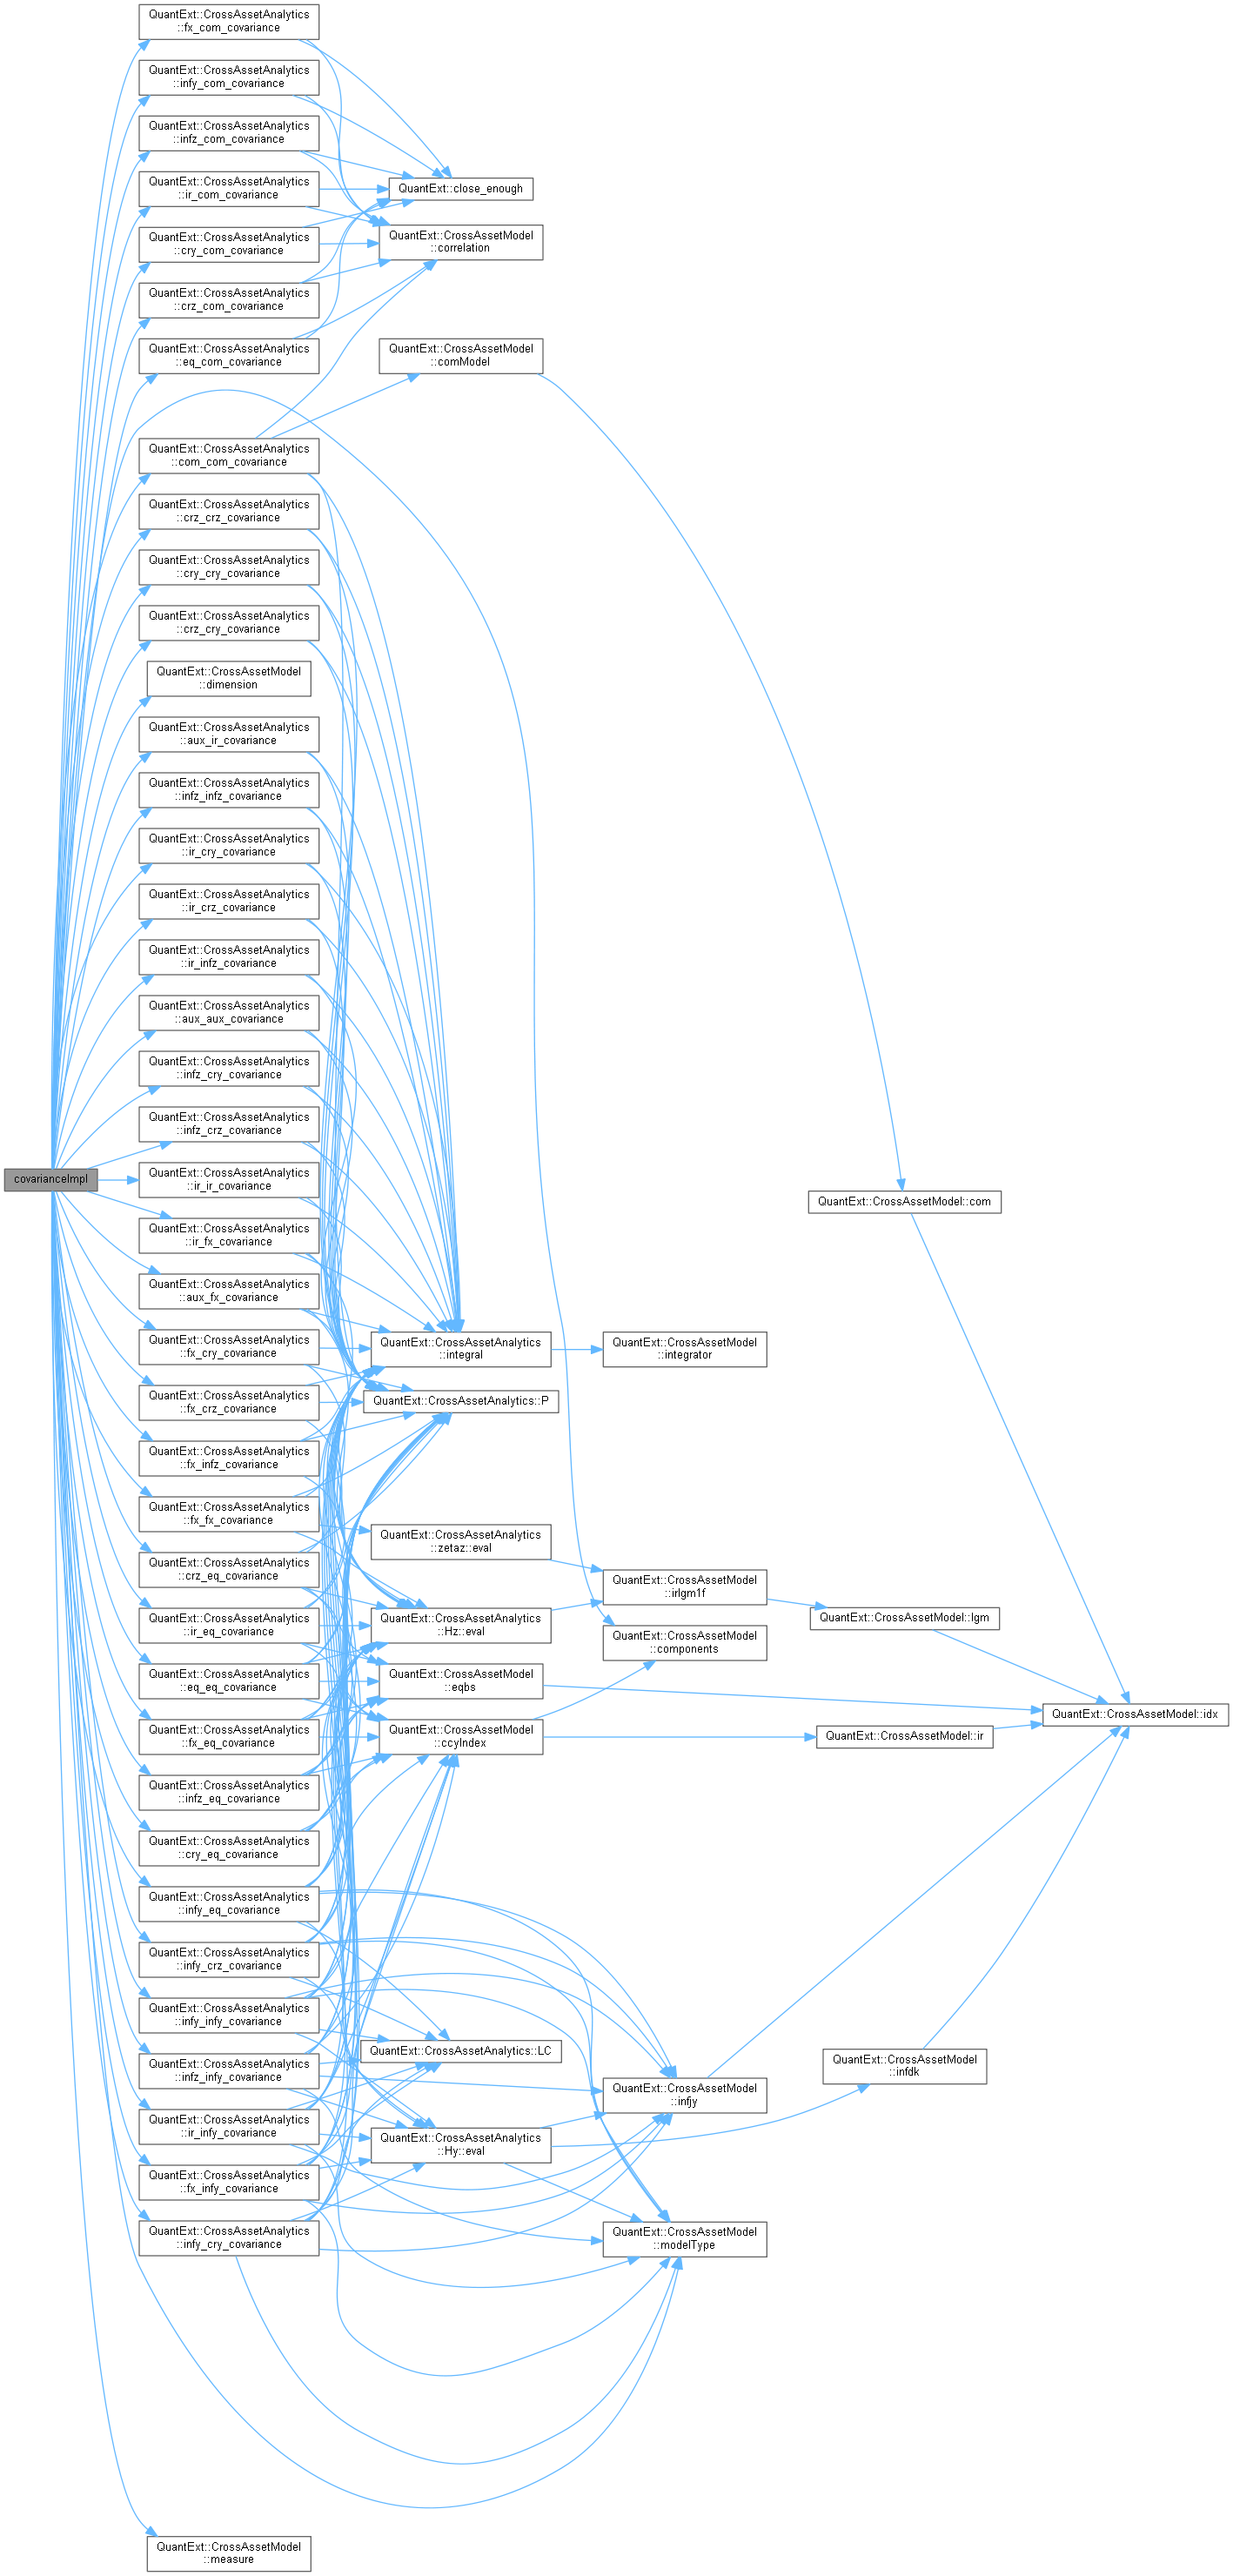 QuantExt::CrossAssetAnalytics
::fx_com_covariance
QuantExt::CrossAssetAnalytics
::infy_com_covariance
QuantExt::CrossAssetAnalytics
::infz_com_covariance
QuantExt::CrossAssetAnalytics
::ir_com_covariance
QuantExt::close_enough
QuantExt::CrossAssetAnalytics
::cry_com_covariance
QuantExt::CrossAssetModel
::correlation
QuantExt::CrossAssetAnalytics
::crz_com_covariance
QuantExt::CrossAssetAnalytics
::eq_com_covariance
QuantExt::CrossAssetModel
::comModel
QuantExt::CrossAssetAnalytics
::com_com_covariance
QuantExt::CrossAssetAnalytics
::crz_crz_covariance
QuantExt::CrossAssetAnalytics
::cry_cry_covariance
QuantExt::CrossAssetAnalytics
::crz_cry_covariance
QuantExt::CrossAssetModel
::dimension
QuantExt::CrossAssetAnalytics
::aux_ir_covariance
QuantExt::CrossAssetAnalytics
::infz_infz_covariance
QuantExt::CrossAssetAnalytics
::ir_cry_covariance
QuantExt::CrossAssetAnalytics
::ir_crz_covariance
QuantExt::CrossAssetAnalytics
::ir_infz_covariance
QuantExt::CrossAssetAnalytics
::aux_aux_covariance
QuantExt::CrossAssetAnalytics
::infz_cry_covariance
QuantExt::CrossAssetAnalytics
::infz_crz_covariance
covarianceImpl
QuantExt::CrossAssetAnalytics
::ir_ir_covariance
QuantExt::CrossAssetModel::com
QuantExt::CrossAssetAnalytics
::ir_fx_covariance
QuantExt::CrossAssetAnalytics
::aux_fx_covariance
QuantExt::CrossAssetAnalytics
::fx_cry_covariance
QuantExt::CrossAssetAnalytics
::integral
QuantExt::CrossAssetModel
::integrator
QuantExt::CrossAssetAnalytics
::fx_crz_covariance
QuantExt::CrossAssetAnalytics::P
QuantExt::CrossAssetAnalytics
::fx_infz_covariance
QuantExt::CrossAssetAnalytics
::fx_fx_covariance
QuantExt::CrossAssetAnalytics
::zetaz::eval
QuantExt::CrossAssetAnalytics
::crz_eq_covariance
QuantExt::CrossAssetModel
::irlgm1f
QuantExt::CrossAssetAnalytics
::ir_eq_covariance
QuantExt::CrossAssetAnalytics
::Hz::eval
QuantExt::CrossAssetModel::lgm
QuantExt::CrossAssetModel
::components
QuantExt::CrossAssetAnalytics
::eq_eq_covariance
QuantExt::CrossAssetModel
::eqbs
QuantExt::CrossAssetModel::idx
QuantExt::CrossAssetAnalytics
::fx_eq_covariance
QuantExt::CrossAssetModel
::ccyIndex
QuantExt::CrossAssetModel::ir
QuantExt::CrossAssetAnalytics
::infz_eq_covariance
QuantExt::CrossAssetAnalytics
::cry_eq_covariance
QuantExt::CrossAssetAnalytics
::infy_eq_covariance
QuantExt::CrossAssetAnalytics
::infy_crz_covariance
QuantExt::CrossAssetAnalytics
::infy_infy_covariance
QuantExt::CrossAssetAnalytics::LC
QuantExt::CrossAssetAnalytics
::infz_infy_covariance
QuantExt::CrossAssetModel
::infdk
QuantExt::CrossAssetModel
::infjy
QuantExt::CrossAssetAnalytics
::ir_infy_covariance
QuantExt::CrossAssetAnalytics
::Hy::eval
QuantExt::CrossAssetAnalytics
::fx_infy_covariance
QuantExt::CrossAssetAnalytics
::infy_cry_covariance
QuantExt::CrossAssetModel
::modelType
QuantExt::CrossAssetModel
::measure